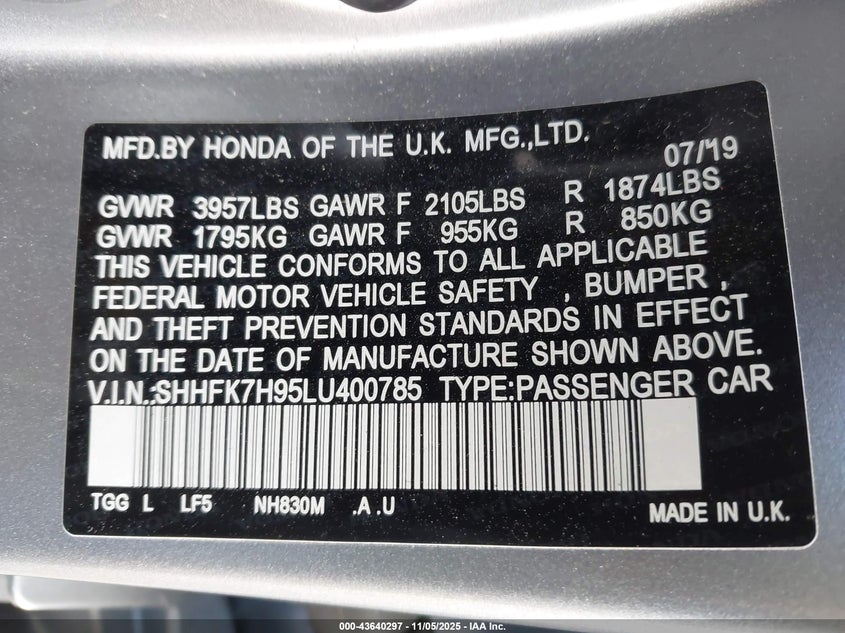 MFD.BY HONDA OF THE U.K. MFG.,LTD.
07/'19
GVWR 3957LBS GAWR F 2105LBS R 1874LBS
GVWR 1795KG GAWR F 955KG R 850KG
THIS VEHICLE CONFORMS TO ALL APPLICABLE
FEDERAL MOTOR VEHICLE SAFETY , BUMPER ,
AND THEFT PREVENTION STANDARDS IN EFFECT
ON THE DATE OF MANUFACTURE SHOWN ABOVE.
V.I.N.:SHHFK7H95LU400785 TYPE:PASSENGER CAR
TGG L LF5 NH830M .A .U
MADE IN U.K.
000-43640297 - 11/05/2025 - IAA Inc.